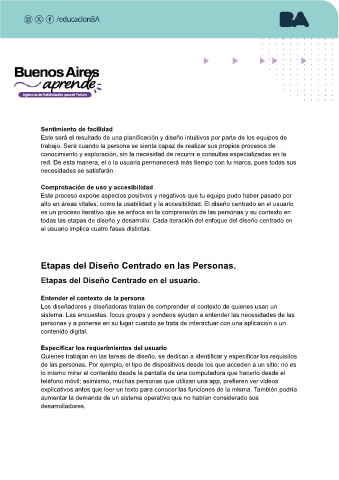 /educacionBA
BA
Buenos Aires
aprende
Agencia de Habilidades para el Futuro
Sentimiento de facilidad
Este será el resultado de una planificación y diseño intuitivos por parte de los equipos de
trabajo. Será cuando la persona se sienta capaz de realizar sus propios procesos de
conocimiento y exploración, sin la necesidad de recurrir a consultas especializadas en la
red. De esta manera, el o la usuaria permanecerá más tiempo con tu marca, pues todas sus
necesidades se satisfarán.
Comprobación de uso y accesibilidad
Este proceso expone aspectos positivos y negativos que tu equipo pudo haber pasado por
alto en áreas vitales, como la usabilidad y la accesibilidad. El diseño centrado en el usuario
es un proceso iterativo que se enfoca en la comprensión de las personas y su contexto en
todas las etapas de diseño y desarrollo. Cada iteración del enfoque del diseño centrado en
el usuario implica cuatro fases distintas.
Etapas del Diseño Centrado en las Personas.
Etapas del Diseño Centrado en el usuario.
Entender el contexto de la persona
Los diseñadores y diseñadoras tratan de comprender el contexto de quienes usan un
sistema. Las encuestas, focus groups y sondeos ayudan a entender las necesidades de las
personas y a ponerse en su lugar cuando se trata de interactuar con una aplicación o un
contenido digital.
Especificar los requerimientos del usuario
Quienes trabajan en las tareas de diseño, se dedican a identificar y especificar los requisitos
de las personas. Por ejemplo, el tipo de dispositivos desde los que acceden a un sitio: no es
lo mismo mirar el contenido desde la pantalla de una computadora que hacerlo desde el
teléfono móvil; asimismo, muchas personas que utilizan una app, prefieren ver videos
explicativos antes que leer un texto para conocer las funciones de la misma. También podría
aumentar la demanda de un sistema operativo que no habían considerado sus
desarrolladores.